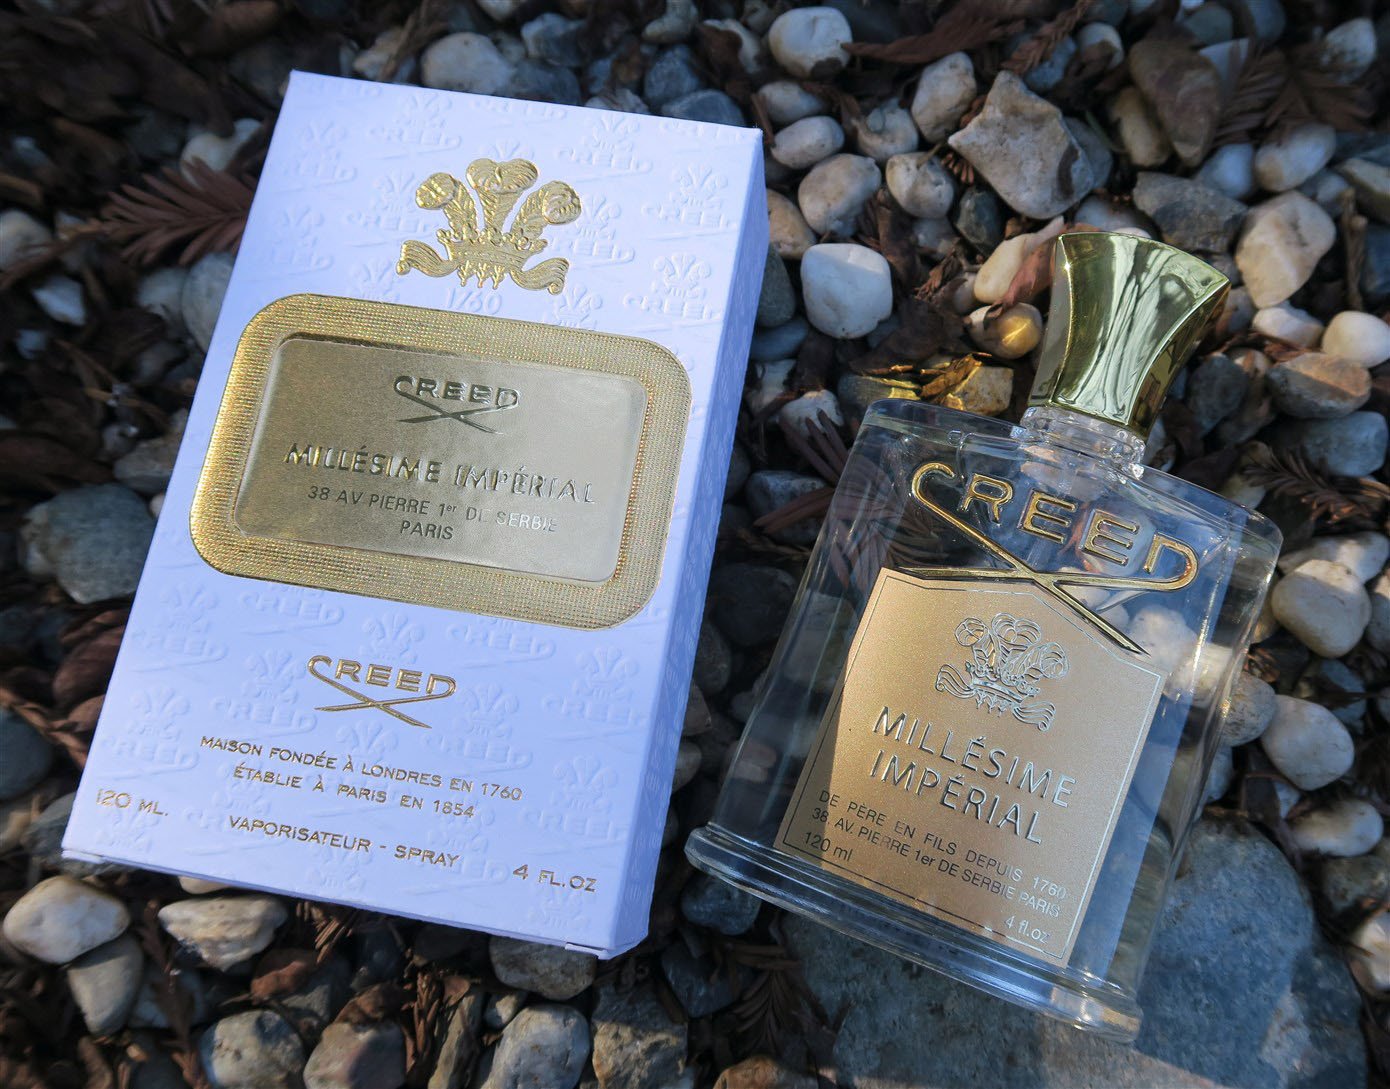 1760
CREED
MILLÉSIME IMPÉRIAL
38 AV PIERRE 1er DE SERBIE
PARIS
CREED
MAISON FONDÉE À LONDRES EN 1760
ÉTABLIE À PARIS EN 1854
120 ML.
VAPORISATEUR - SPRAY
4 FL.OZ
CREED
MILLÉSIME
IMPÉRIAL
DE PÈRE EN FILS DEPUIS 1760
38, AV. PIERRE 1er DE SERBIE PARIS
120 ml
4 fl.oz